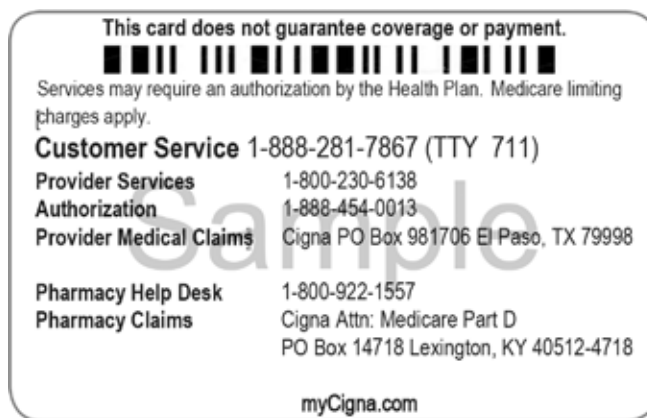 This card does not guarantee coverage or payment.
Services may require an authorization by the Health Plan. Medicare limiting
charges apply.
Customer Service 1-888-281-7867 (TTY 711)
Provider Services 1-800-230-6138
Authorization 1-888-454-0013
Provider Medical Claims Cigna PO Box 981706 El Paso, TX 79998
Sample
Pharmacy Help Desk 1-800-922-1557
Pharmacy Claims Cigna Attn: Medicare Part D
PO Box 14718 Lexington, KY 40512-4718
myCigna.com